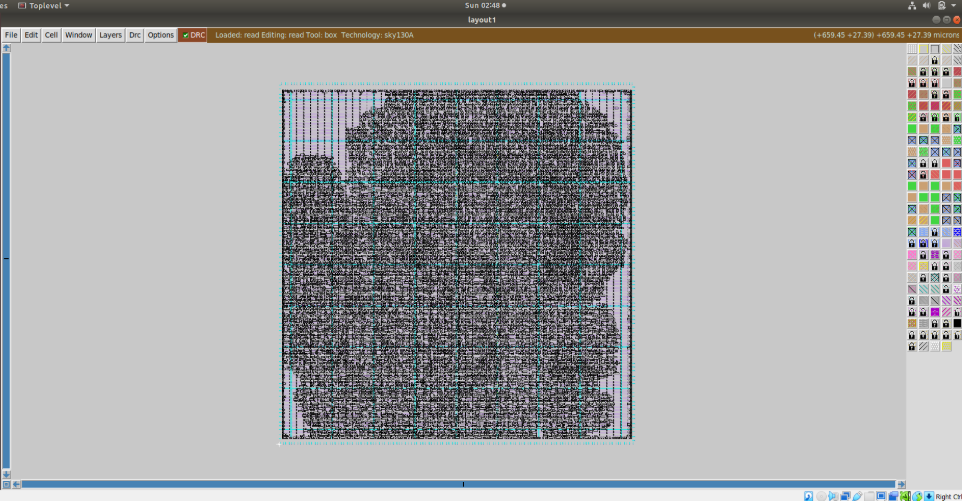 es Toplevel Sun 02:48
layout1
File Edit Cell Window Layers Drc Options DRC Loaded: read Editing: read Tool: box Technology: sky130A (+659.45 +27.39) +659.45 +27.39 microns
Right Ctrl